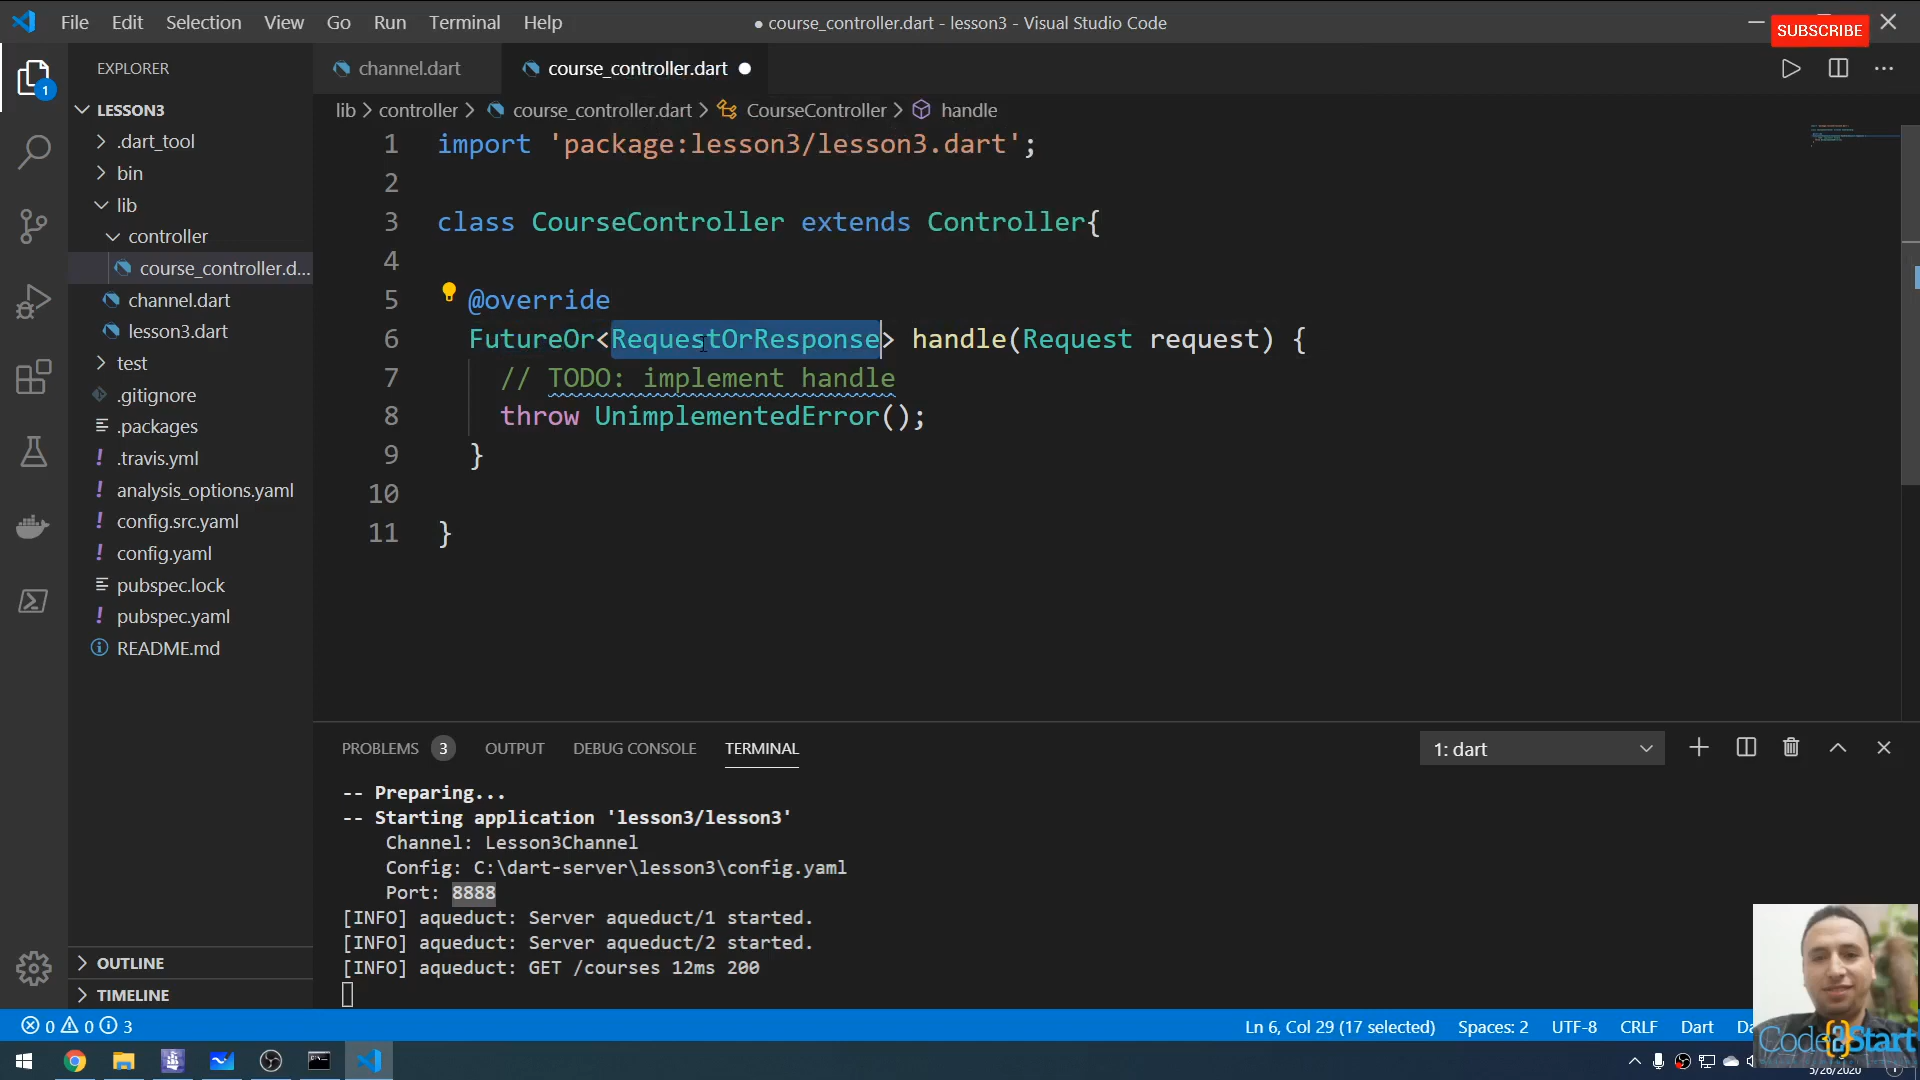 File Edit Selection View Go Run Terminal Help
● course_controller.dart - lesson3 - Visual Studio Code
SUBSCRIBE
EXPLORER
channel.dart
course_controller.dart ●
1
LESSON3
.dart_tool
bin
lib
controller
course_controller.d...
channel.dart
lesson3.dart
test
.gitignore
.packages
.travis.yml
analysis_options.yaml
config.src.yaml
config.yaml
pubspec.lock
pubspec.yaml
README.md
OUTLINE
TIMELINE
lib > controller > course_controller.dart > CourseController > handle
1 import 'package:lesson3/lesson3.dart';
2
3 class CourseController extends Controller{
4
5 @override
6 FutureOr<RequestOrResponse> handle(Request request) {
7 // TODO: implement handle
8 throw UnimplementedError();
9 }
10
11 }
PROBLEMS 3 OUTPUT DEBUG CONSOLE TERMINAL
1: dart
-- Preparing...
-- Starting application 'lesson3/lesson3'
Channel: Lesson3Channel
Config: C:\dart-server\lesson3\config.yaml
Port: 8888
[INFO] aqueduct: Server aqueduct/1 started.
[INFO] aqueduct: Server aqueduct/2 started.
[INFO] aqueduct: GET /courses 12ms 200
0 0 3
Ln 6, Col 29 (17 selected) Spaces: 2 UTF-8 CRLF Dart
Code{2}Start
5/26/2020